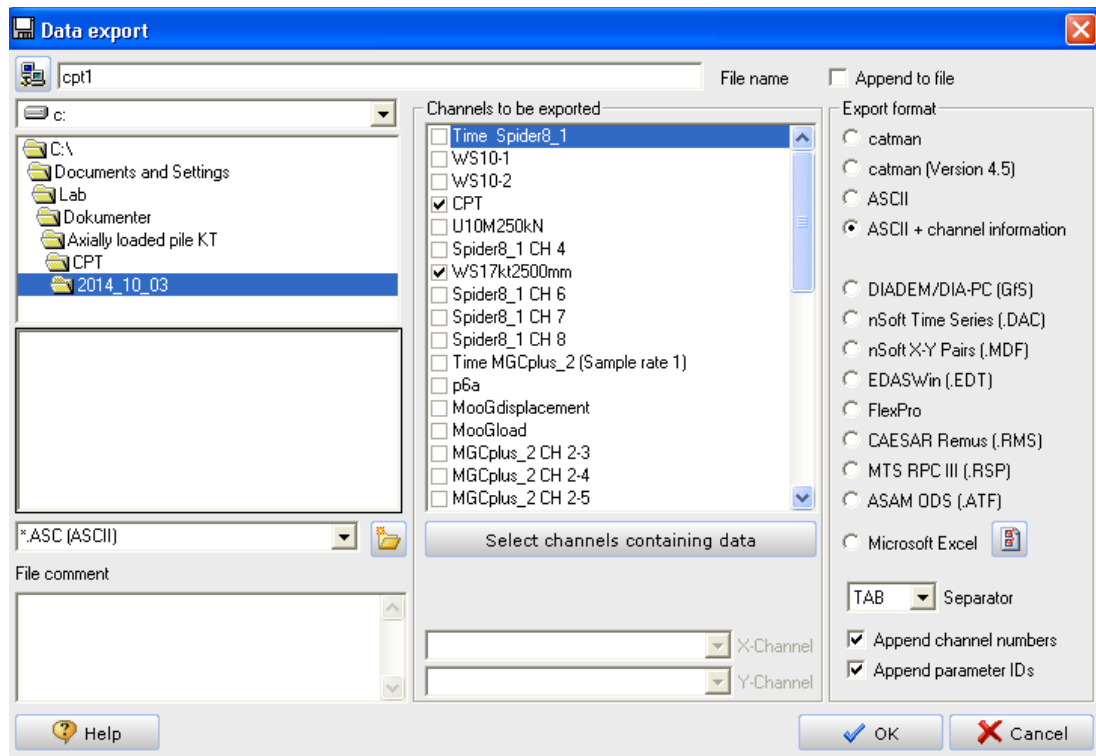 Data export
cpt1
File name
Append to file
c:
C:\
Documents and Settings
Lab
Dokumenter
Axially loaded pile KT
CPT
2014_10_03
*.ASC (ASCII)
File comment
Channels to be exported
Time Spider8_1
WS10-1
WS10-2
CPT
U10M250kN
Spider8_1 CH 4
WS17kt2500mm
Spider8_1 CH 6
Spider8_1 CH 7
Spider8_1 CH 8
Time MGCplus_2 (Sample rate 1)
p6a
MooGdisplacement
MooGload
MGCplus_2 CH 2-3
MGCplus_2 CH 2-4
MGCplus_2 CH 2-5
Select channels containing data
X-Channel
Y-Channel
Export format
catman
catman (Version 4.5)
ASCII
ASCII + channel information
DIADEM/DIA-PC (GfS)
nSoft Time Series (.DAC)
nSoft X-Y Pairs (.MDF)
EDASWin (.EDT)
FlexPro
CAESAR Remus (.RMS)
MTS RPC III (.RSP)
ASAM ODS (.ATF)
Microsoft Excel
TAB Separator
Append channel numbers
Append parameter IDs
Help
OK
Cancel